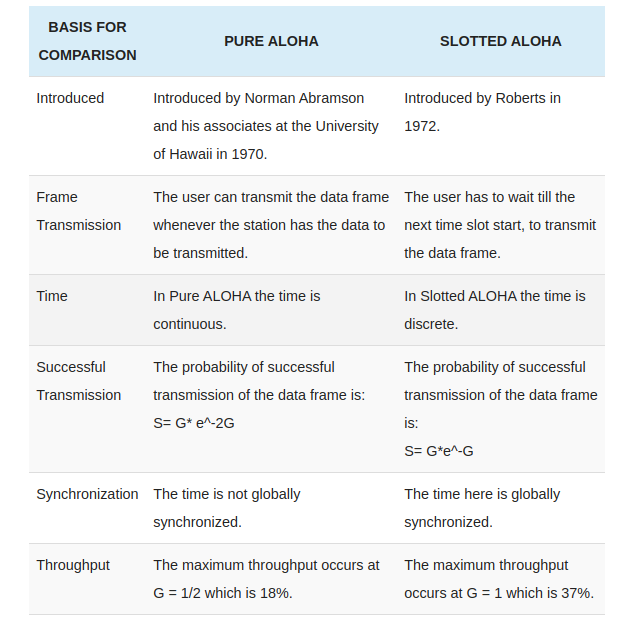 BASIS FOR
COMPARISON
PURE ALOHA
SLOTTED ALOHA
Introduced
Introduced by Norman Abramson
and his associates at the University
of Hawaii in 1970.
Introduced by Roberts in
1972.
Frame
Transmission
The user can transmit the data frame
whenever the station has the data to
be transmitted.
The user has to wait till the
next time slot start, to transmit
the data frame.
Time
In Pure ALOHA the time is
continuous.
In Slotted ALOHA the time is
discrete.
Successful
Transmission
The probability of successful
transmission of the data frame is:
S= G* e^-2G
The probability of successful
transmission of the data frame
is:
S= G*e^-G
Synchronization
The time is not globally
synchronized.
The time here is globally
synchronized.
Throughput
The maximum throughput occurs at
G = 1/2 which is 18%.
The maximum throughput
occurs at G = 1 which is 37%.